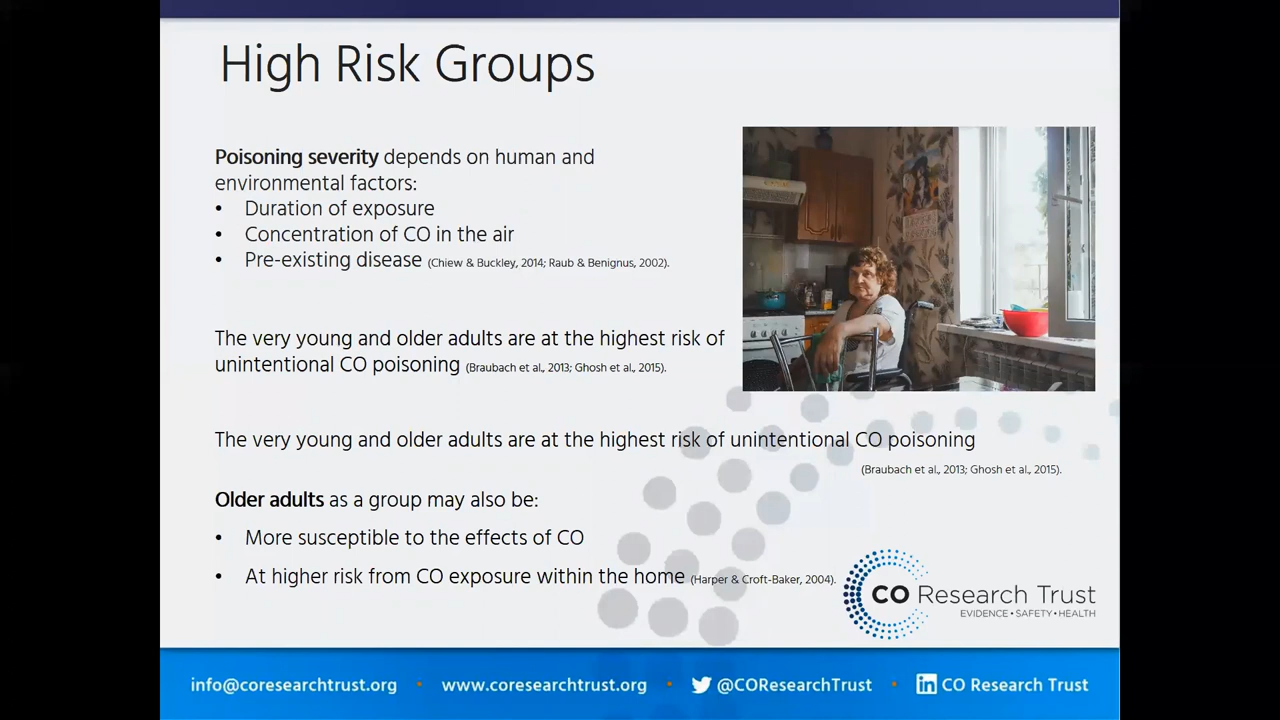 High Risk Groups
Poisoning severity depends on human and
environmental factors:
• Duration of exposure
• Concentration of CO in the air
• Pre-existing disease (Chiew & Buckley, 2014; Raub & Benignus, 2002).
The very young and older adults are at the highest risk of
unintentional CO poisoning (Braubach et al., 2013; Ghosh et al., 2015).
The very young and older adults are at the highest risk of unintentional CO poisoning
(Braubach et al., 2013; Ghosh et al., 2015).
Older adults as a group may also be:
• More susceptible to the effects of CO
• At higher risk from CO exposure within the home (Harper & Croft-Baker, 2004).
CO Research Trust
EVIDENCE • SAFETY • HEALTH
info@coresearchtrust.org • www.coresearchtrust.org • @COResearchTrust • CO Research Trust